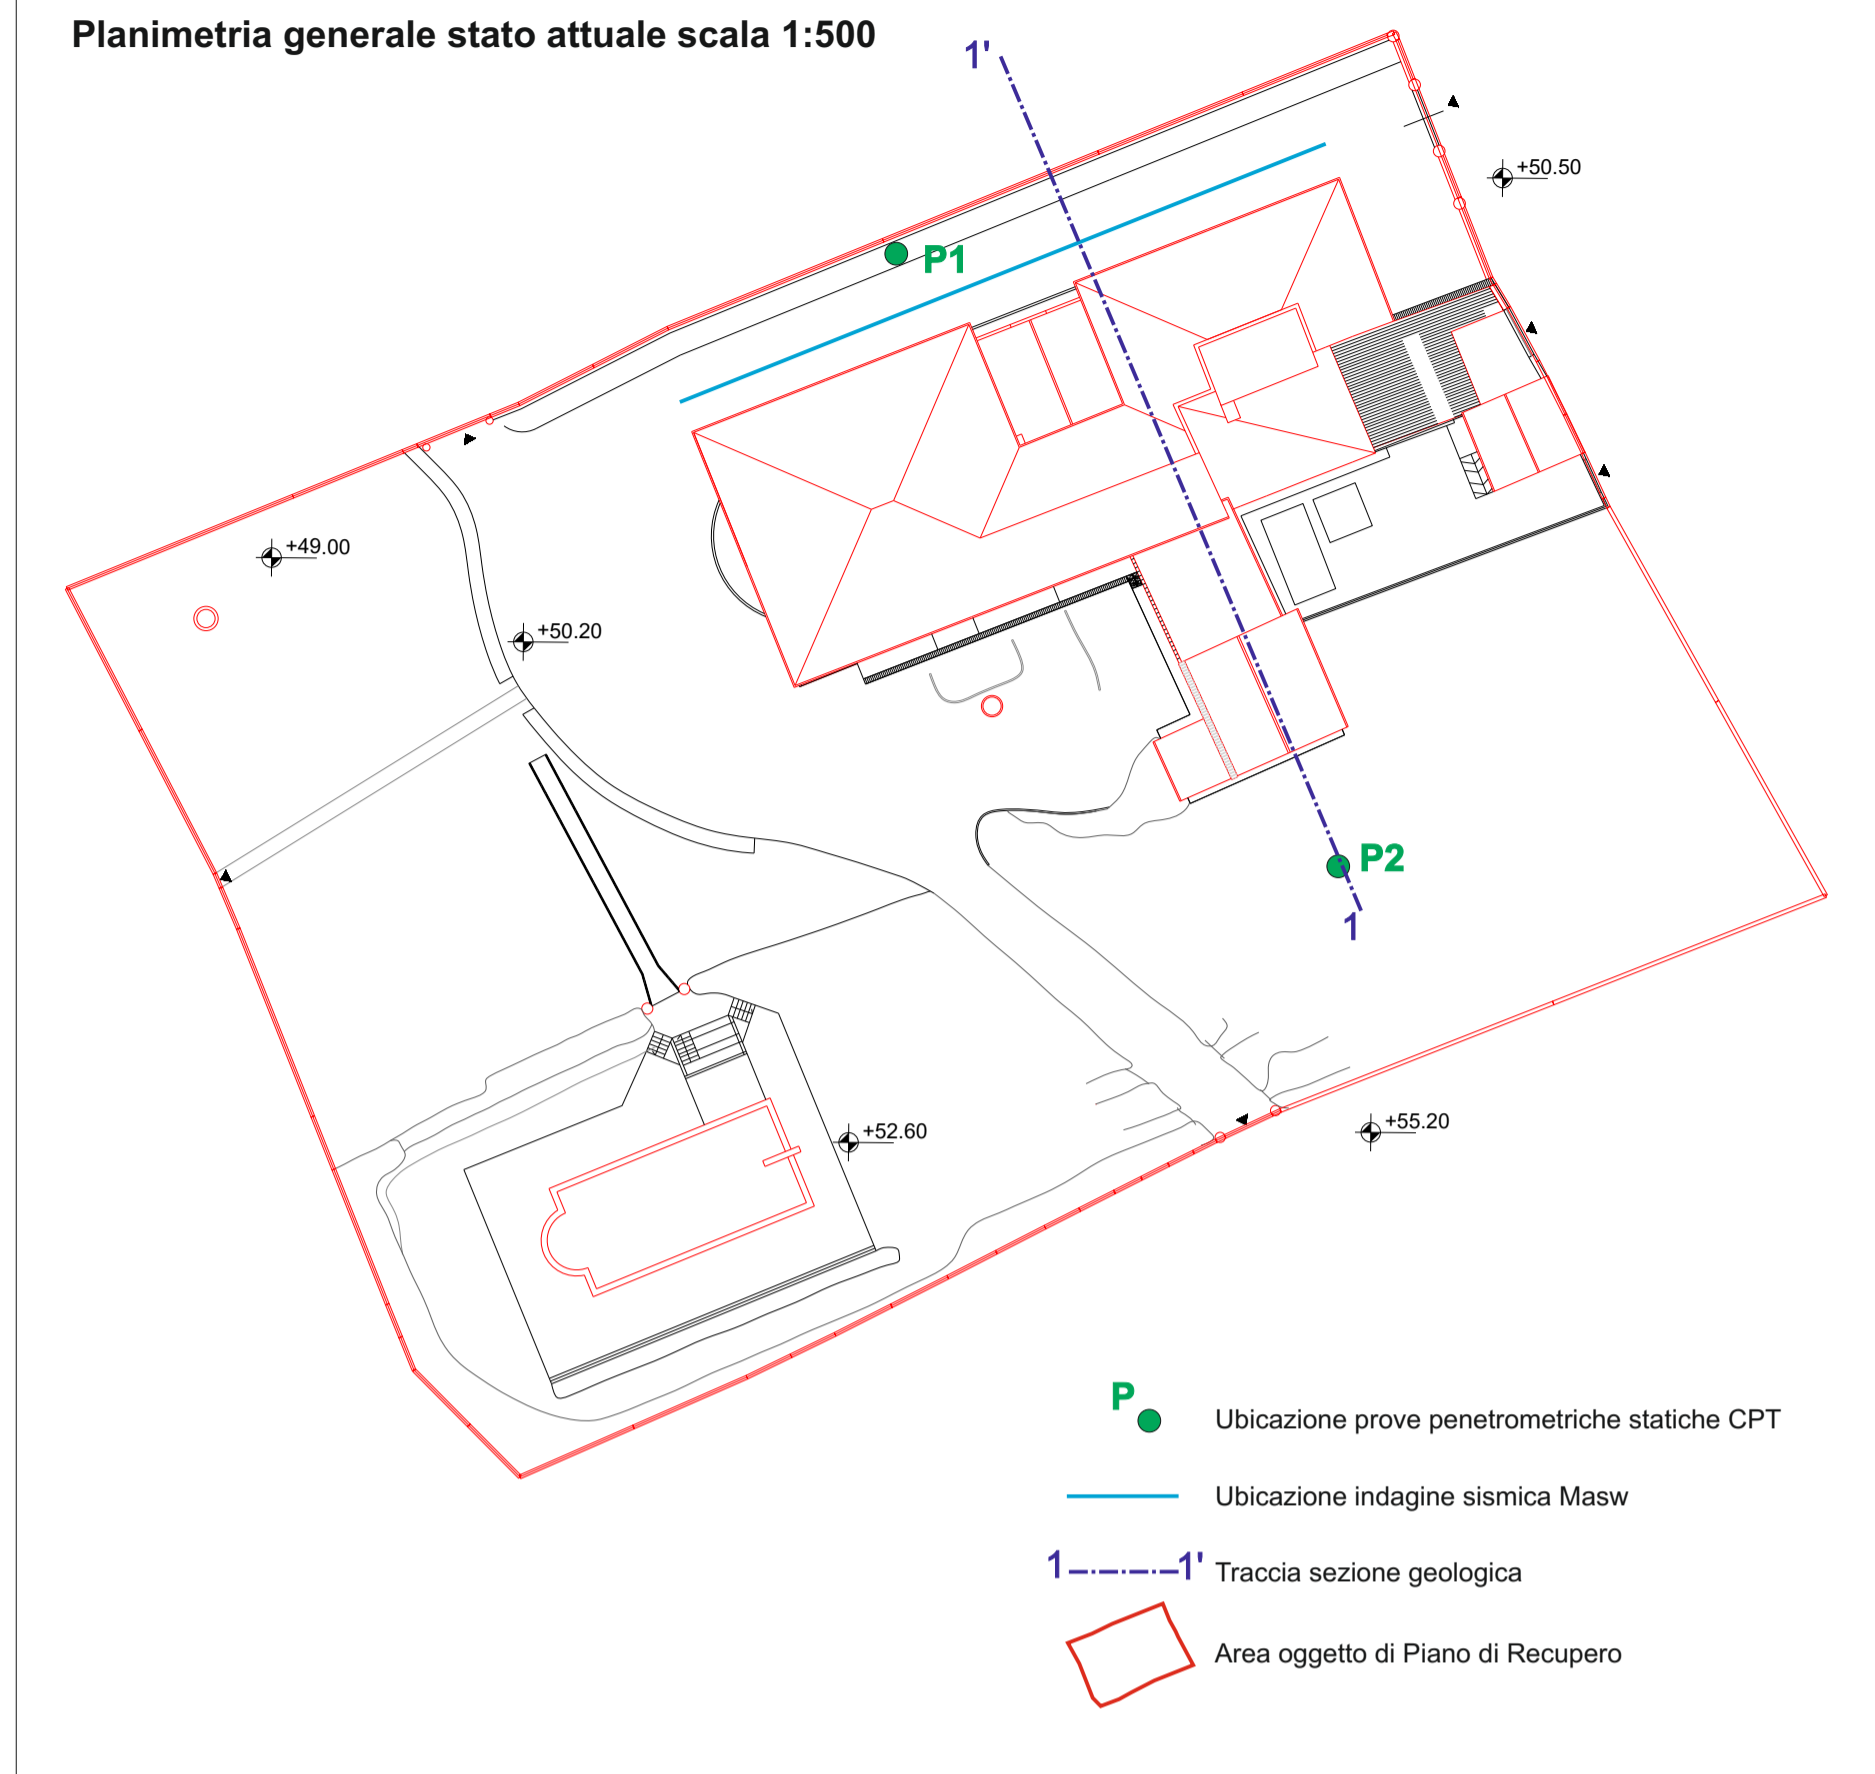 Planimetria generale stato attuale scala 1:500
1'
+50.50
P1
+49.00
+50.20
P2
1
+52.60
+55.20
P
Ubicazione prove penetrometriche statiche CPT
Ubicazione indagine sismica Masw
1 1' Traccia sezione geologica
Area oggetto di Piano di Recupero